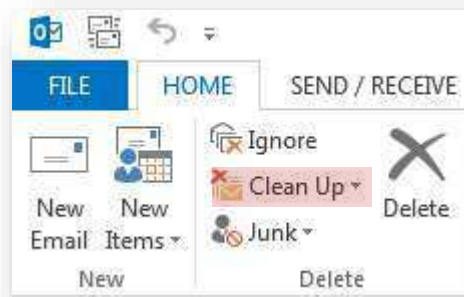 FILE
HOME
SEND / RECEIVE
New
Email
New
Items
Ignore
Clean Up
Junk
Delete
New
Delete